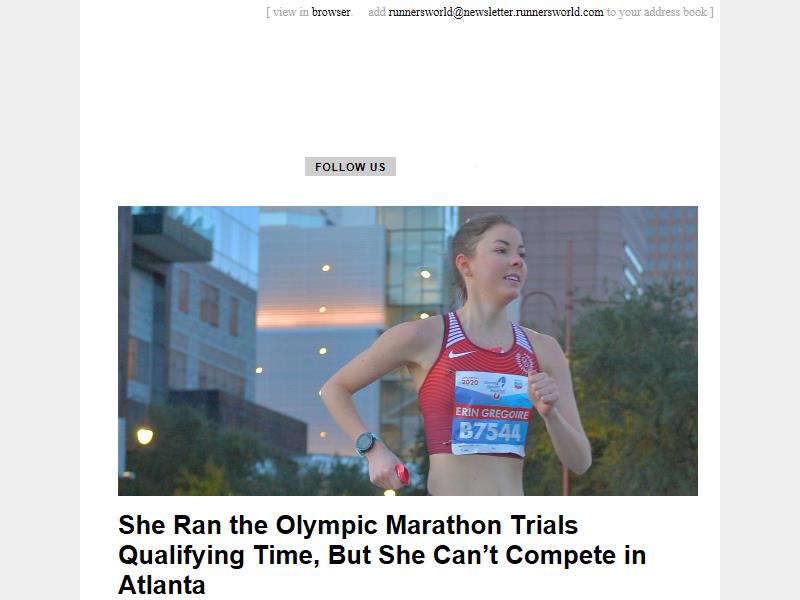 [ view in browser. add runnersworld@newsletter.runnersworld.com to your address book ]
FOLLOW US
2020
ERIN GREGOIRE
B7544
She Ran the Olympic Marathon Trials
Qualifying Time, But She Can’t Compete in
Atlanta